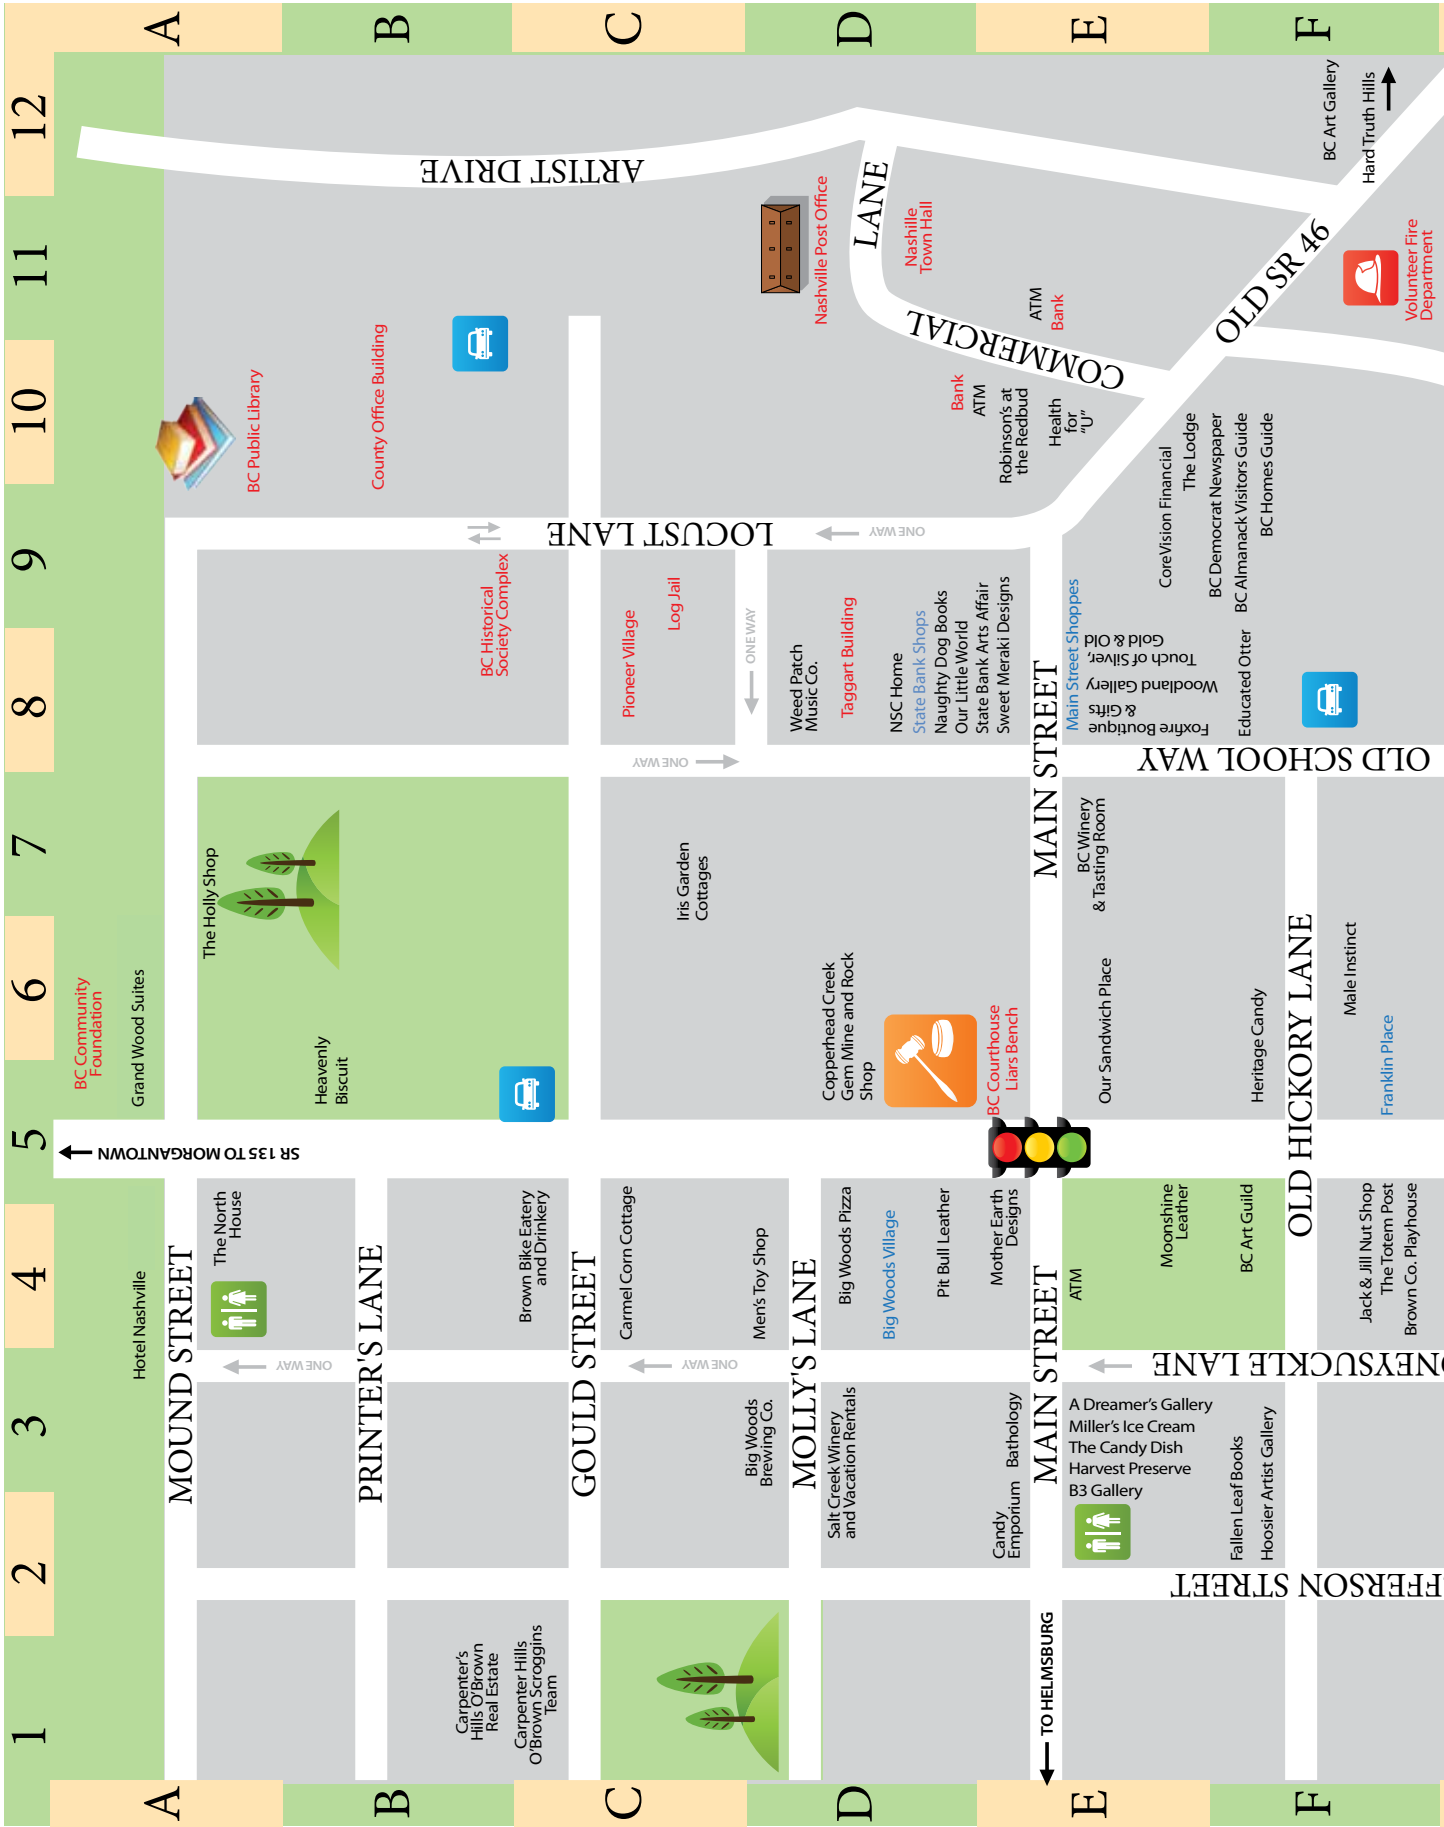 A
B
C
D
E
F
12
11
10
9
8
7
6
5
4
3
2
1
A
B
C
D
E
F
ARTIST DRIVE
BC Art Gallery
Hard Truth Hills
Nashville Post Office
LANE
COMMERCIAL
Nashille
Town Hall
OLD SR 46
Volunteer Fire
Department
ATM
Bank
BC Public Library
County Office Building
Bank
ATM
Robinson's at
the Redbud
Health
for
"U"
CoreVision Financial
The Lodge
BC Democrat Newspaper
BC Almanack Visitors Guide
BC Homes Guide
LOCUST LANE
ONE WAY
BC Historical
Society Complex
Pioneer Village
Log Jail
ONE WAY
Weed Patch
Music Co.
Taggart Building
NSC Home
State Bank Shops
Naughty Dog Books
Our Little World
State Bank Arts Affair
Sweet Meraki Designs
MAIN STREET
Main Street Shoppes
Touch of Silver,
Gold & Old
Woodland Gallery
Foxfire Boutique
& Gifts
Educated Otter
ONE WAY
OLD SCHOOL WAY
The Holly Shop
Iris Garden
Cottages
BC Winery
& Tasting Room
BC Community
Foundation
Grand Wood Suites
Heavenly
Biscuit
Copperhead Creek
Gem Mine and Rock
Shop
BC Courthouse
Liars Bench
Our Sandwich Place
Heritage Candy
OLD HICKORY LANE
Male Instinct
Franklin Place
SR 135 TO MORGANTOWN
Hotel Nashville
MOUND STREET
The North
House
PRINTER'S LANE
Brown Bike Eatery
and Drinkery
GOULD STREET
Carmel Corn Cottage
Men's Toy Shop
MOLLY'S LANE
Big Woods Pizza
Big Woods Village
Pit Bull Leather
Mother Earth
Designs
MAIN STREET
ATM
Moonshine
Leather
BC Art Guild
Jack & Jill Nut Shop
The Totem Post
Brown Co. Playhouse
ONE WAY
ONE WAY
ONEYSUCKLE LANE
Big Woods
Brewing Co.
Salt Creek Winery
and Vacation Rentals
Candy
Emporium
Bathology
A Dreamer's Gallery
Miller's Ice Cream
The Candy Dish
Harvest Preserve
B3 Gallery
Fallen Leaf Books
Hoosier Artist Gallery
FFERSON STREET
Carpenter's
Hills O'Brown
Real Estate
Carpenter Hills
O'Brown Scroggins
Team
TO HELMSBURG